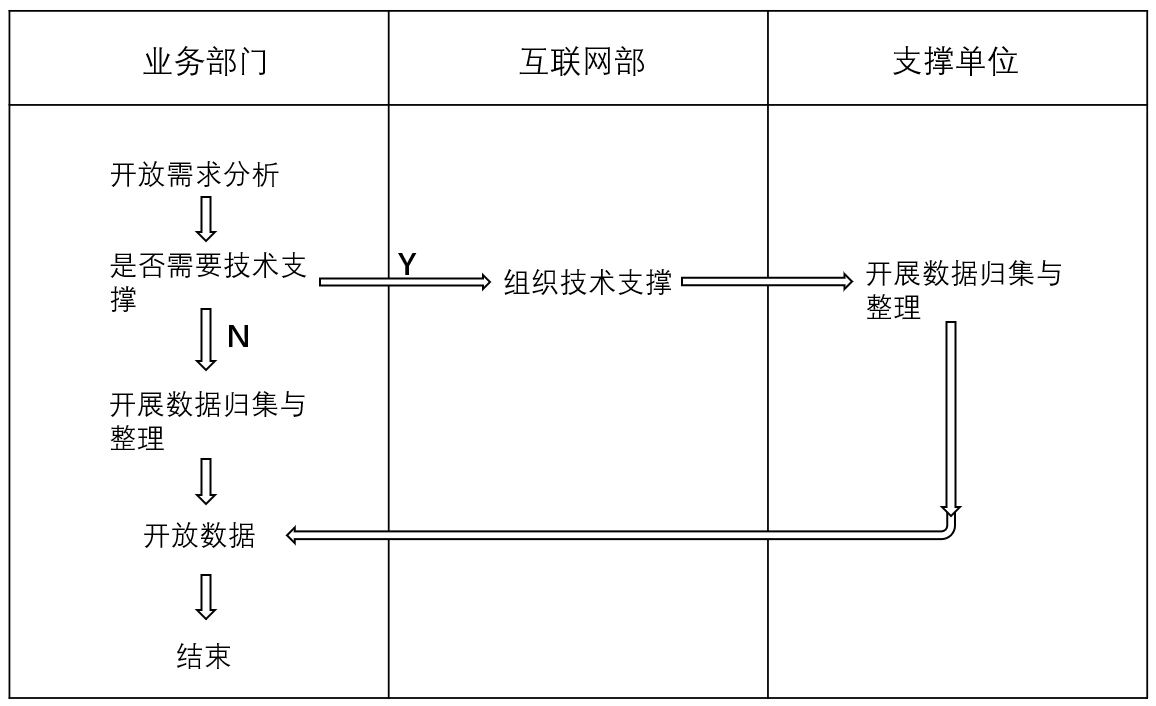 业务部门
互联网部
支撑单位
开放需求分析
是否需要技术支
撑
Y
组织技术支撑
开展数据归集与
整理
N
开展数据归集与
整理
开放数据
结束